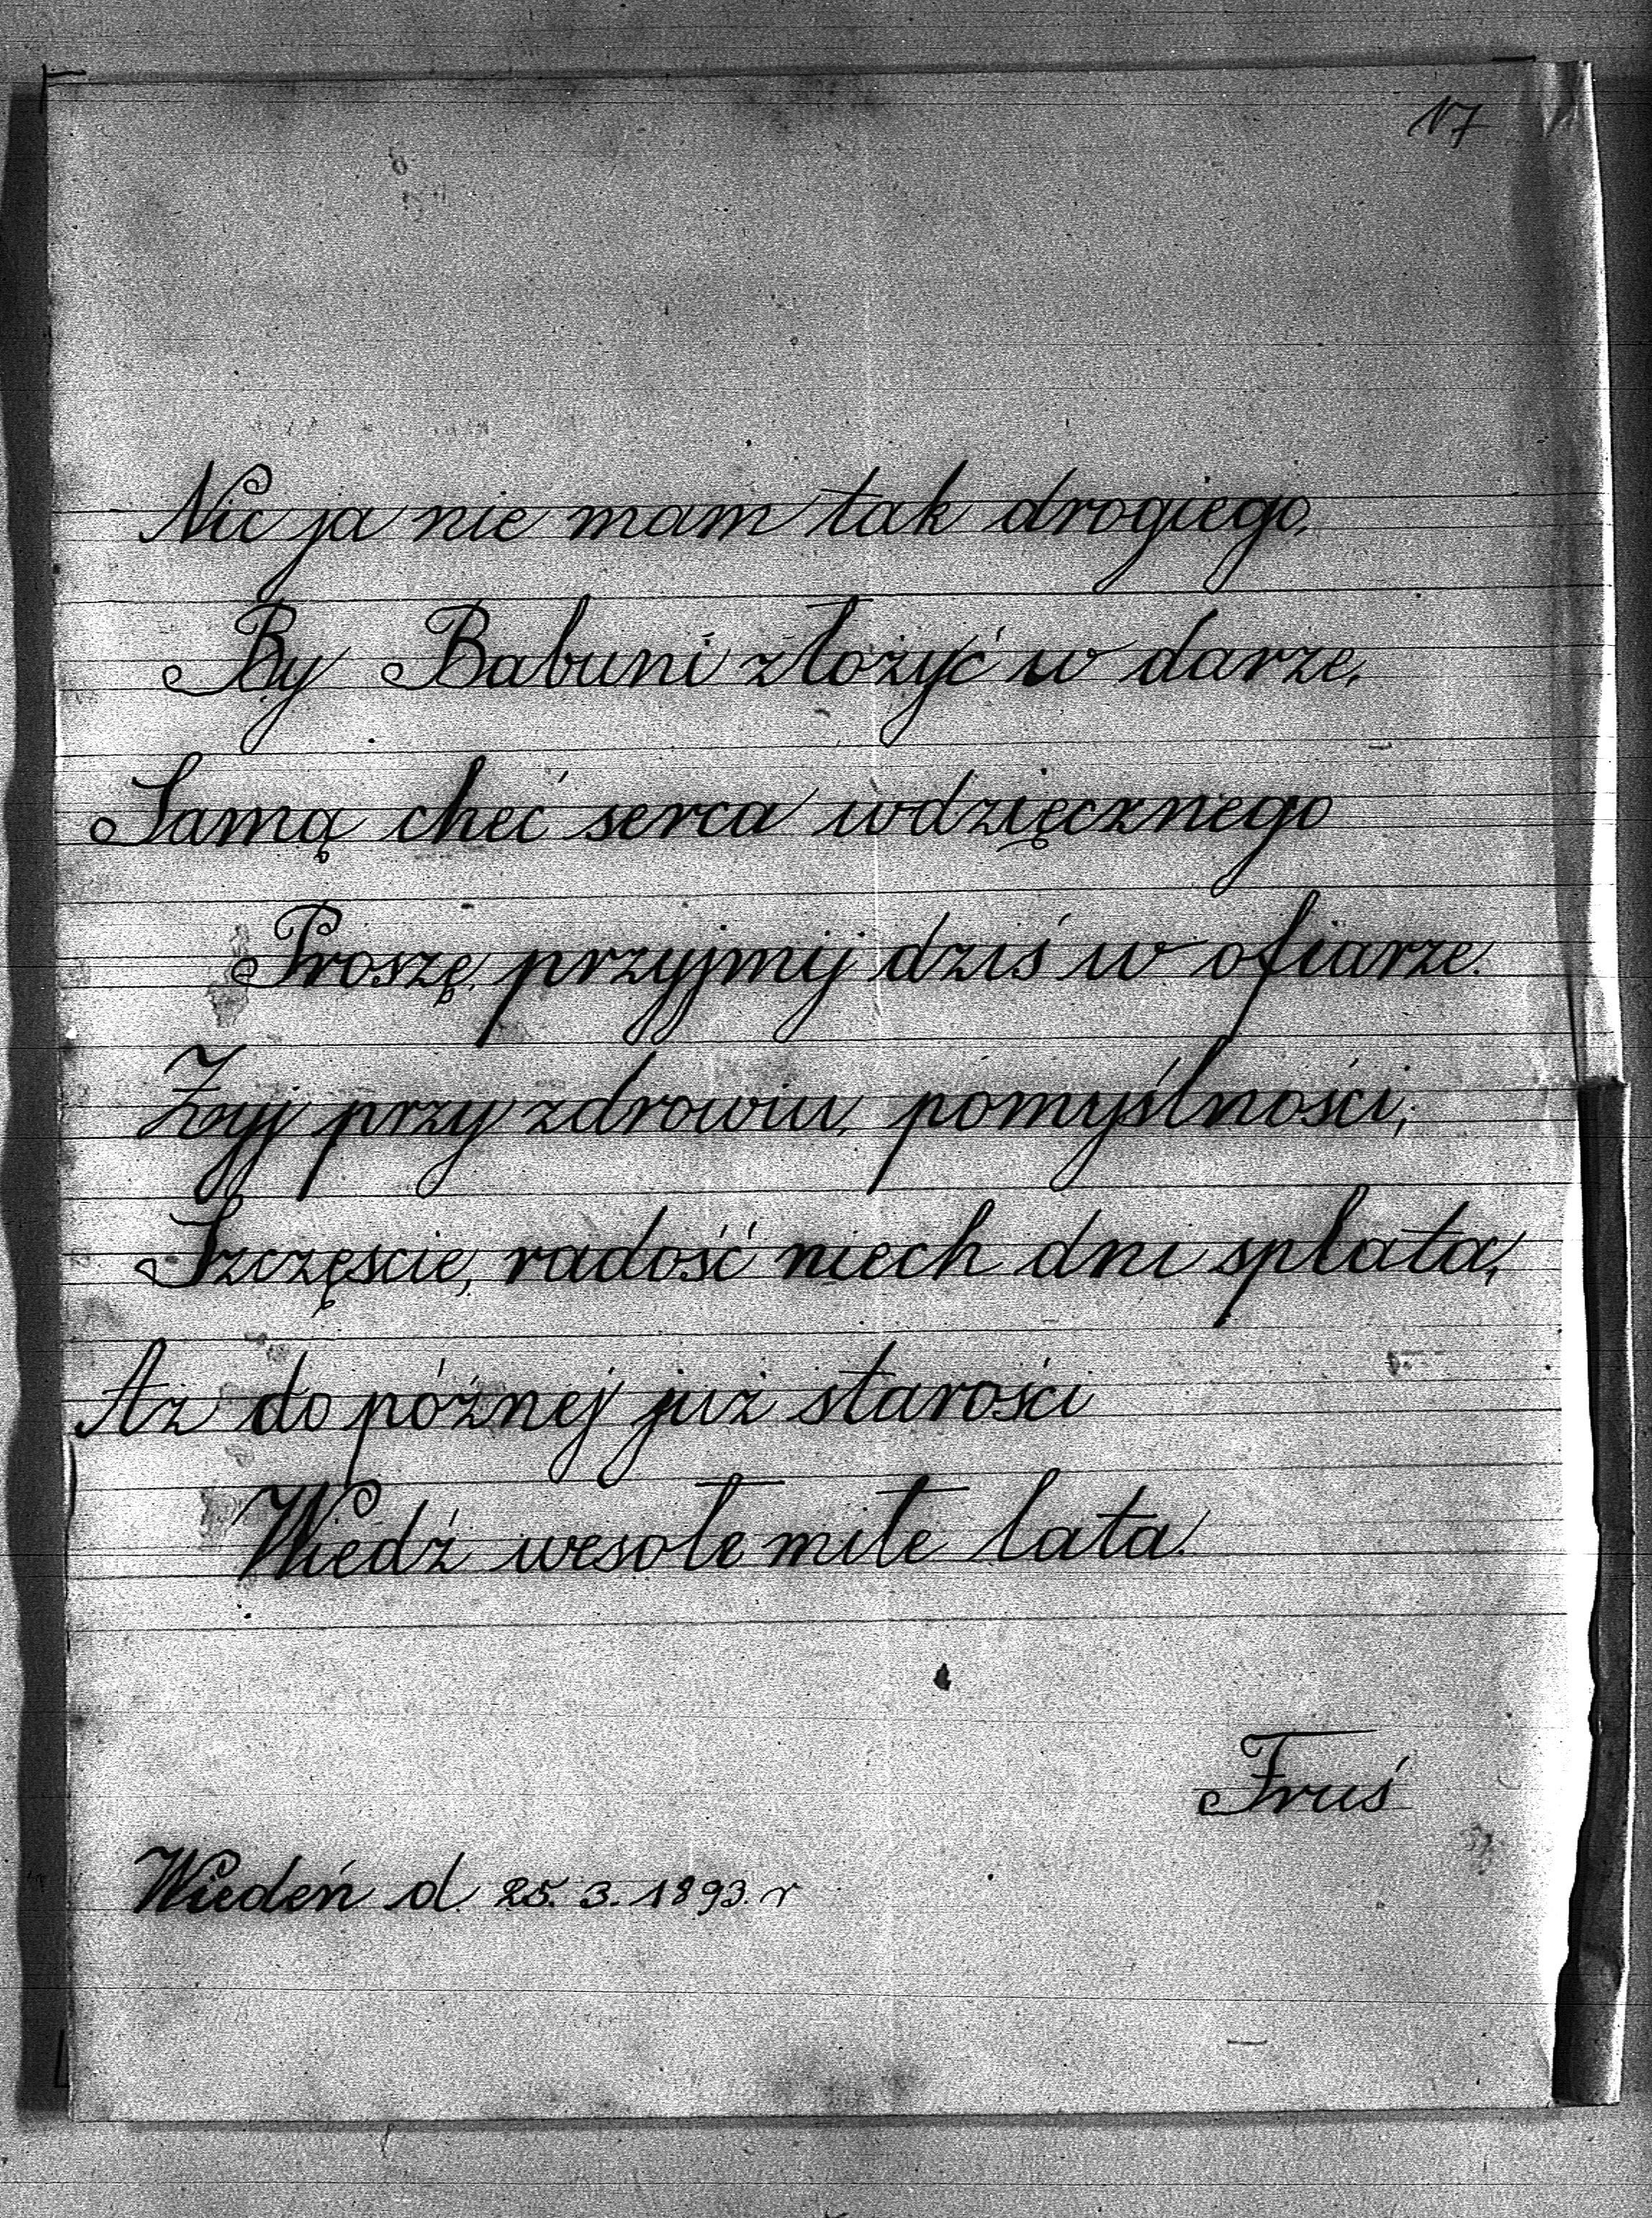 17
Nic ja nie mam tak drogiego,
By Babuni złożyć w darze,
Samą chęć serca wdzięcznego
Proszę, przyjmij dziś w ofiarze.
Żyj przy zdrowiu, pomyślności,
Szczęście, radość niech dni splata,
Aż do późnej już starości
Wiedź wesołe miłe lata.
Fruś
Wiedeń d. 25. 3. 1893. r